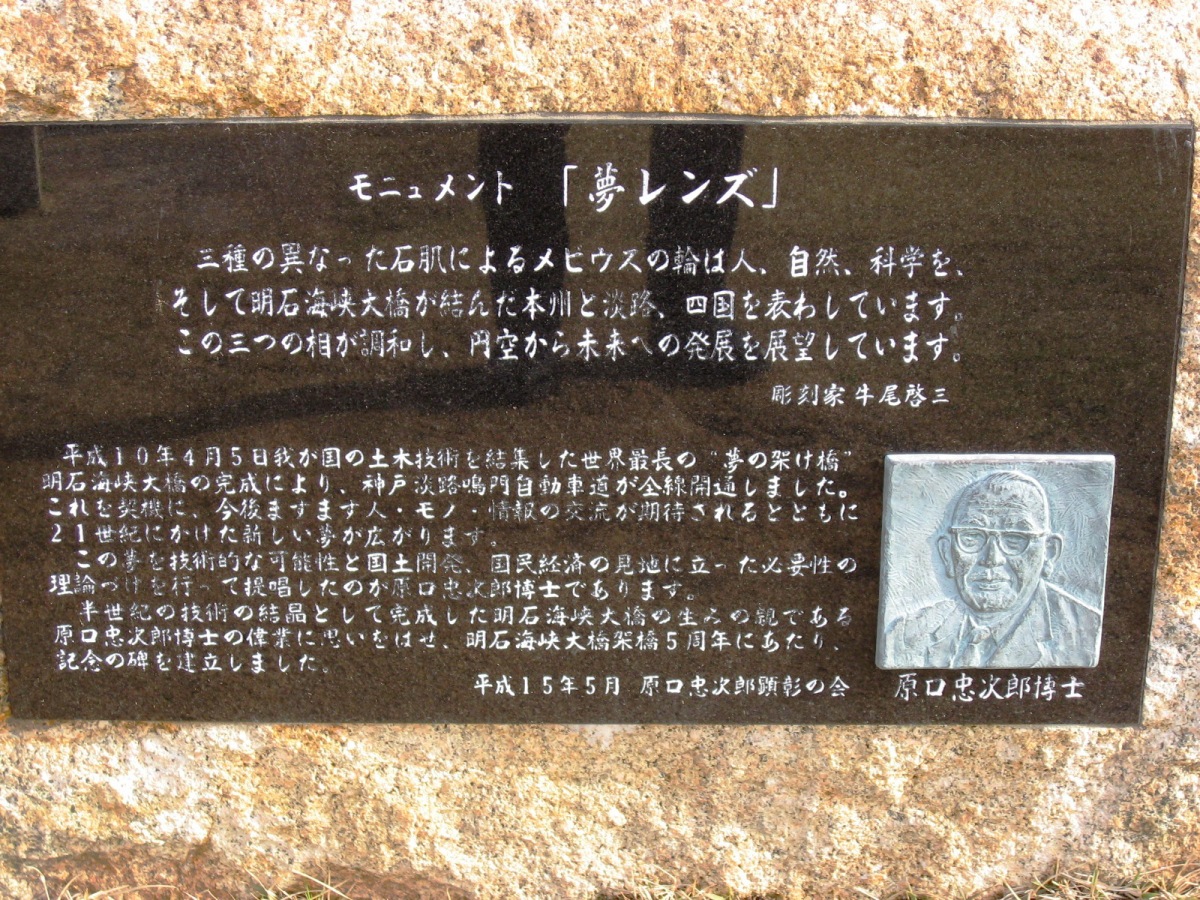 モニュメント 「夢レンズ」
三種の異なった石肌によるメビウスの輪は人、自然、科学を、
そして明石海峡大橋が結んだ本州と淡路、四国を表わしています。
この三つの相が調和し、円空から未来への発展を展望しています。
彫刻家 牛尾啓三
平成10年4月5日我が国の土木技術を結集した世界最長の“夢の架け橋”
明石海峡大橋の完成により、神戸淡路鳴門自動車道が全線開通しました。
これを契機に、今後ますます人・モノ・情報の交流が期待されるとともに
21世紀にかけた新しい夢が広がります。
この夢を技術的な可能性と国土開発、国民経済の見地に立った必要性の
理論づけを行って提唱したのが原口忠次郎博士であります。
半世紀の技術の結晶として完成した明石海峡大橋の生みの親である
原口忠次郎博士の偉業に思いをはせ、明石海峡大橋架橋5周年にあたり、
記念の碑を建立しました。
平成15年5月 原口忠次郎顕彰の会
原口忠次郎博士